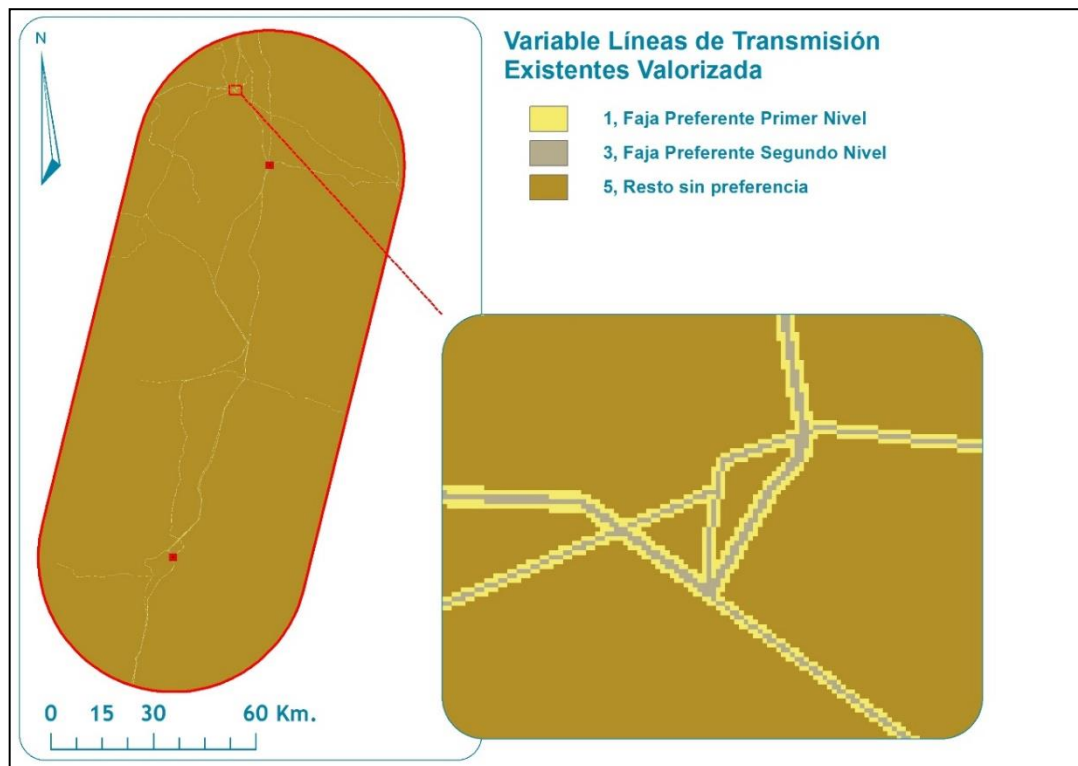 N
Variable Líneas de Transmisión
Existentes Valorizada
1, Faja Preferente Primer Nivel
3, Faja Preferente Segundo Nivel
5, Resto sin preferencia
0 15 30 60 Km.